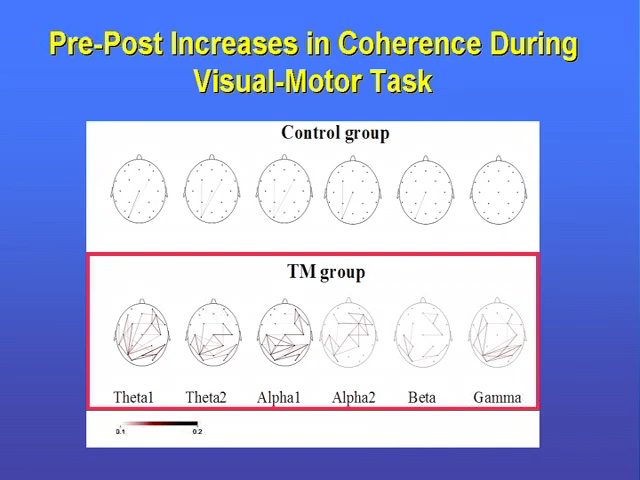 Pre-Post Increases in Coherence During
Visual-Motor Task
Control group
TM group
Theta1 Theta2 Alpha1 Alpha2 Beta Gamma
0.1 0.2